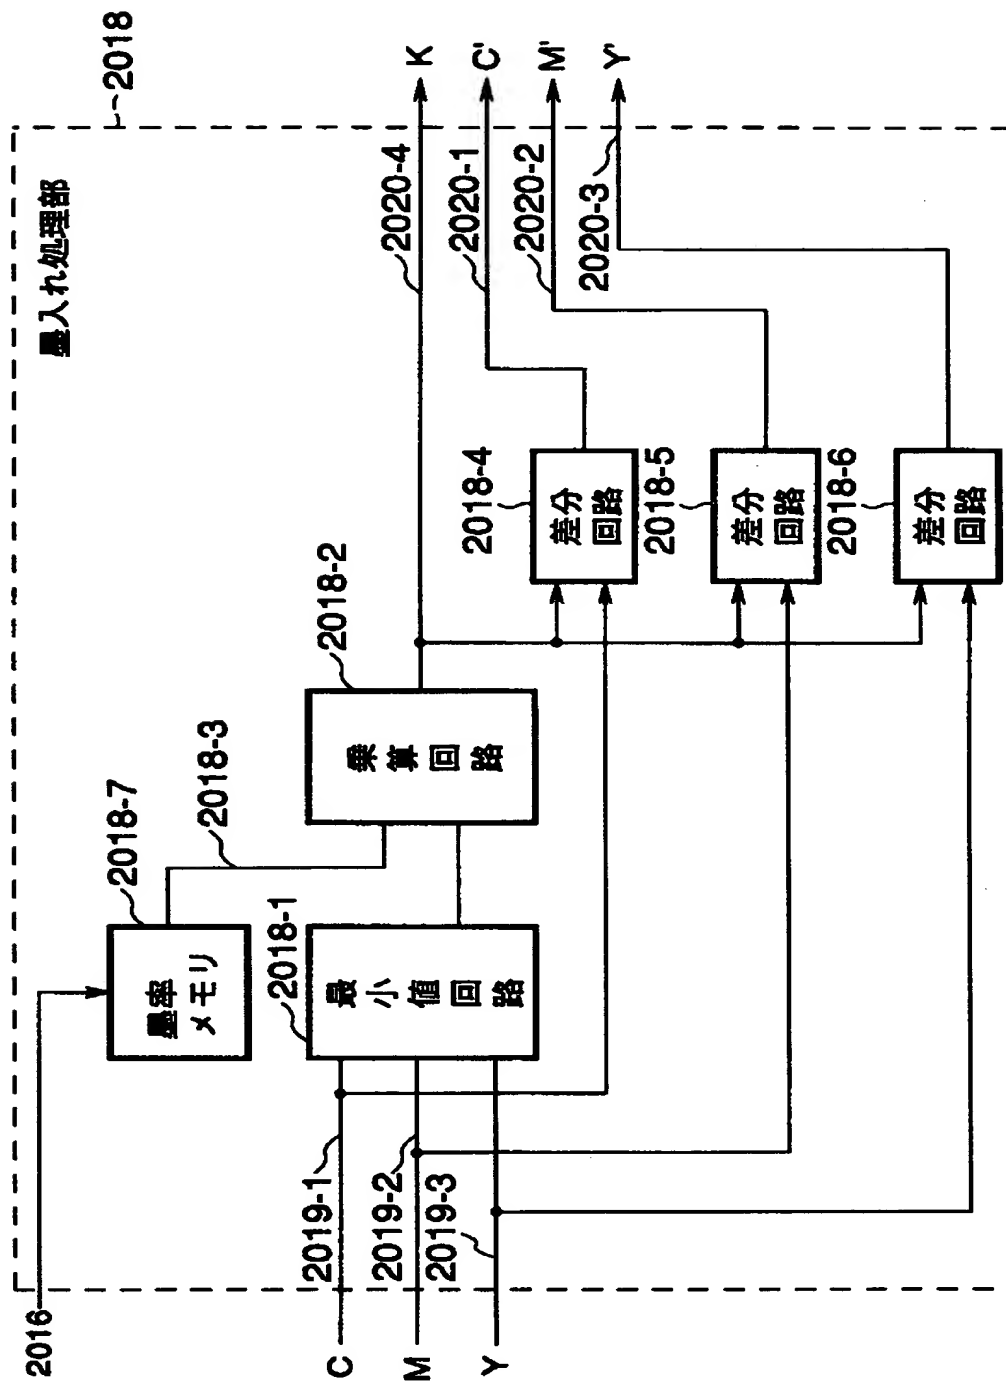 墨入れ処理部
2018
2016
墨率
メモリ
2018-7
2018-3
C
2019-1
M
2019-2
Y
2019-3
最小値回路
2018-1
乗算回路
2018-2
差分
回路
2018-4
差分
回路
2018-5
差分
回路
2018-6
2020-4
K
2020-1
C'
2020-2
M'
2020-3
Y'